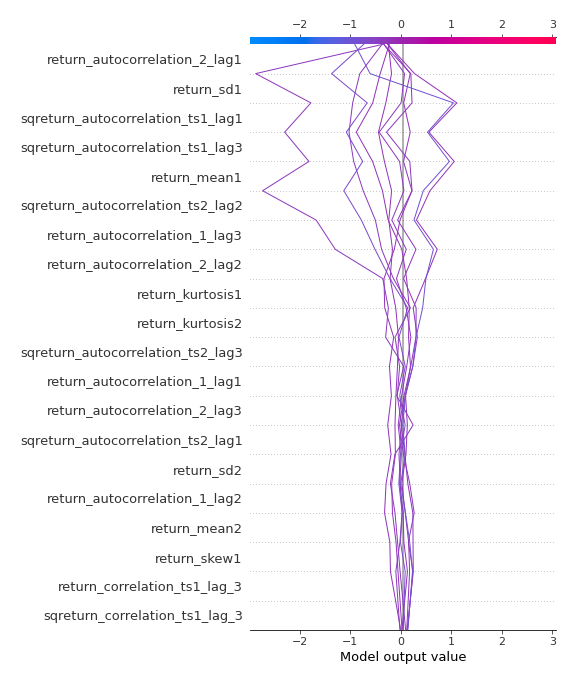 −2 −1 0 1 2 3
return_autocorrelation_2_lag1
return_sd1
sqreturn_autocorrelation_ts1_lag1
sqreturn_autocorrelation_ts1_lag3
return_mean1
sqreturn_autocorrelation_ts2_lag2
return_autocorrelation_1_lag3
return_autocorrelation_2_lag2
return_kurtosis1
return_kurtosis2
sqreturn_autocorrelation_ts2_lag3
return_autocorrelation_1_lag1
return_autocorrelation_2_lag3
sqreturn_autocorrelation_ts2_lag1
return_sd2
return_autocorrelation_1_lag2
return_mean2
return_skew1
return_correlation_ts1_lag_3
sqreturn_correlation_ts1_lag_3
−2 −1 0 1 2 3
Model output value